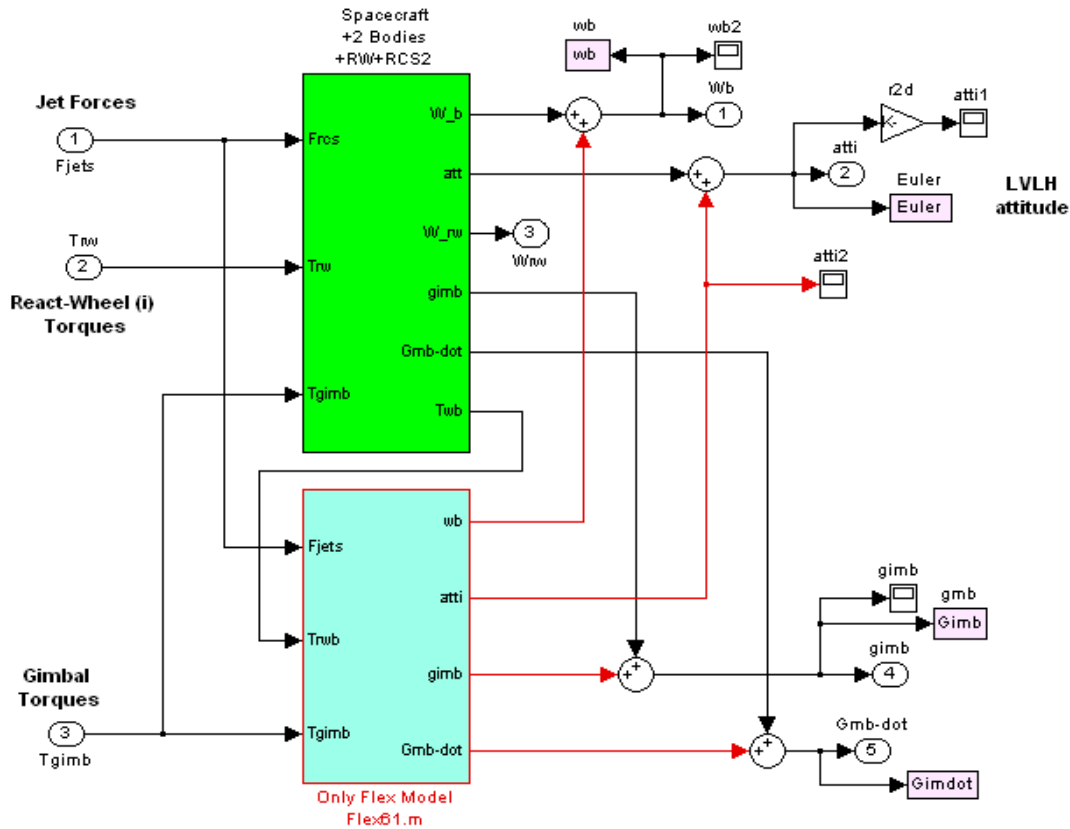 Spacecraft
+2 Bodies
+RW+RCS2
wb
wb
wb2
Wb
1
r2d
K-
atti1
atti
2
Euler
Euler
LVLH
attitude
atti2
Jet Forces
1
Fjets
Trw
2
React-Wheel (i)
Torques
Frcs
Trw
Tgimb
W_b
att
W_rw
gimb
Gmb-dot
Twb
3
Wrw
Gimbal
Torques
3
Tgimb
Fjets
Trwb
Tgimb
wb
atti
gimb
Gmb-dot
Only Flex Model
Flex61.m
gimb
gmb
Gimb
gimb
4
Gmb-dot
5
Gimdot